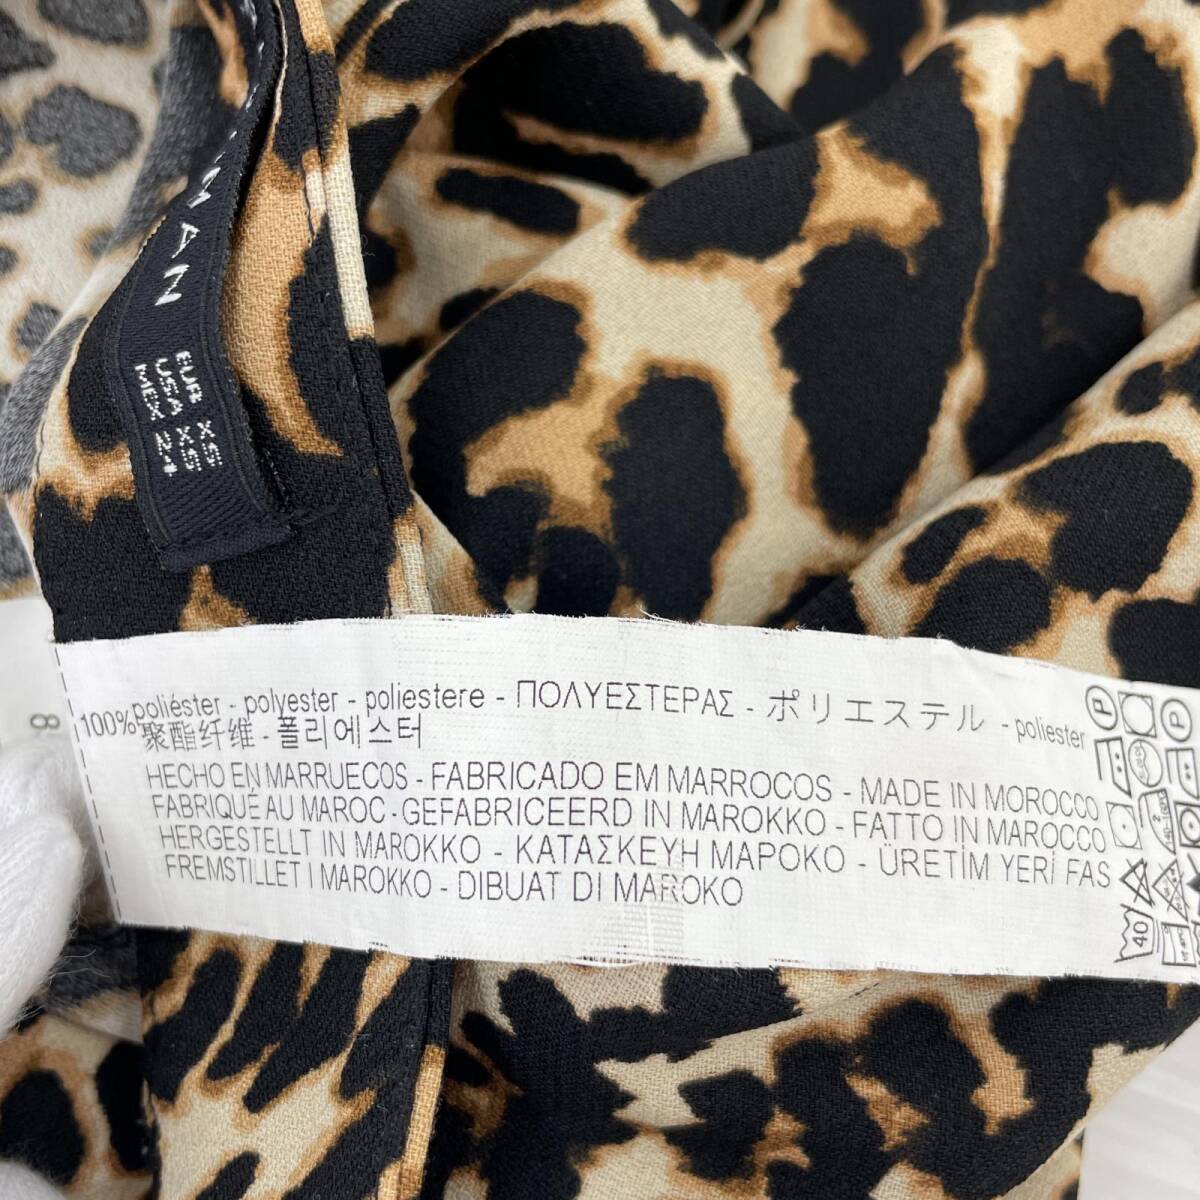 MAN
EUR XS
USA XS
MEX 24
100% poliéster - polyester - poliestere - ΠΟΛΥΕΣΤΕΡΑΣ - ポリエステル - poliester
聚酯纤维 - 폴리에스터
HECHO EN MARRUECOS - FABRICADO EM MARROCOS - MADE IN MOROCCO
FABRIQUÉ AU MAROC - GEFABRICEERD IN MAROKKO - FATTO IN MAROCCO
HERGESTELLT IN MAROKKO - ΚΑΤΑΣΚΕΥΗ ΜΑΡΟΚΟ - ÜRETİM YERİ FAS
FREMSTILLET I MAROKKO - DIBUAT DI MAROKO
P
P
40
8